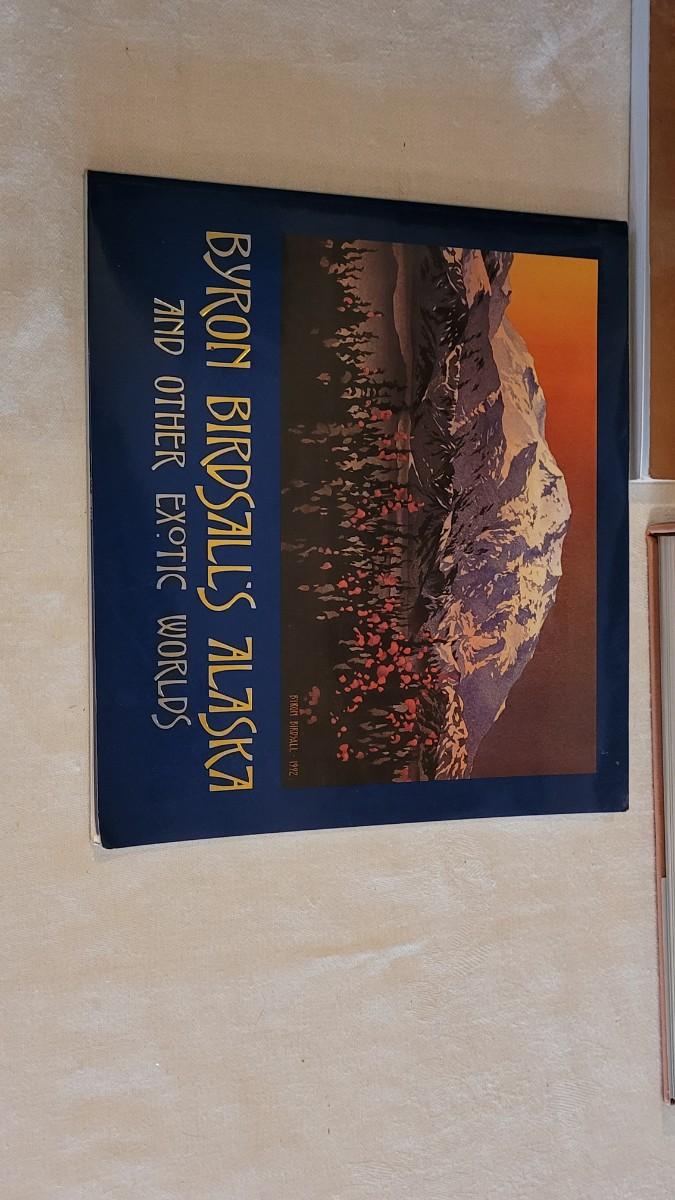 BYRON BIRDSALL 1992
BYRON BIRDSALL'S ALASKA
AND OTHER EXOTIC WORLDS